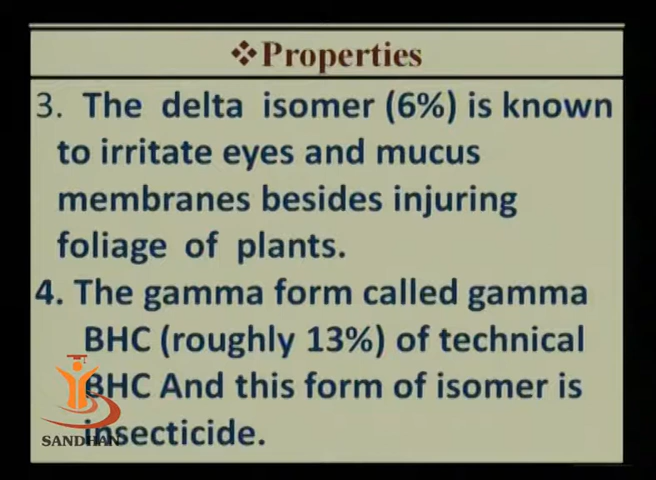 ❖Properties
3. The delta isomer (6%) is known
to irritate eyes and mucus
membranes besides injuring
foliage of plants.
4. The gamma form called gamma
BHC (roughly 13%) of technical
BHC And this form of isomer is
insecticide.
SANDHAN